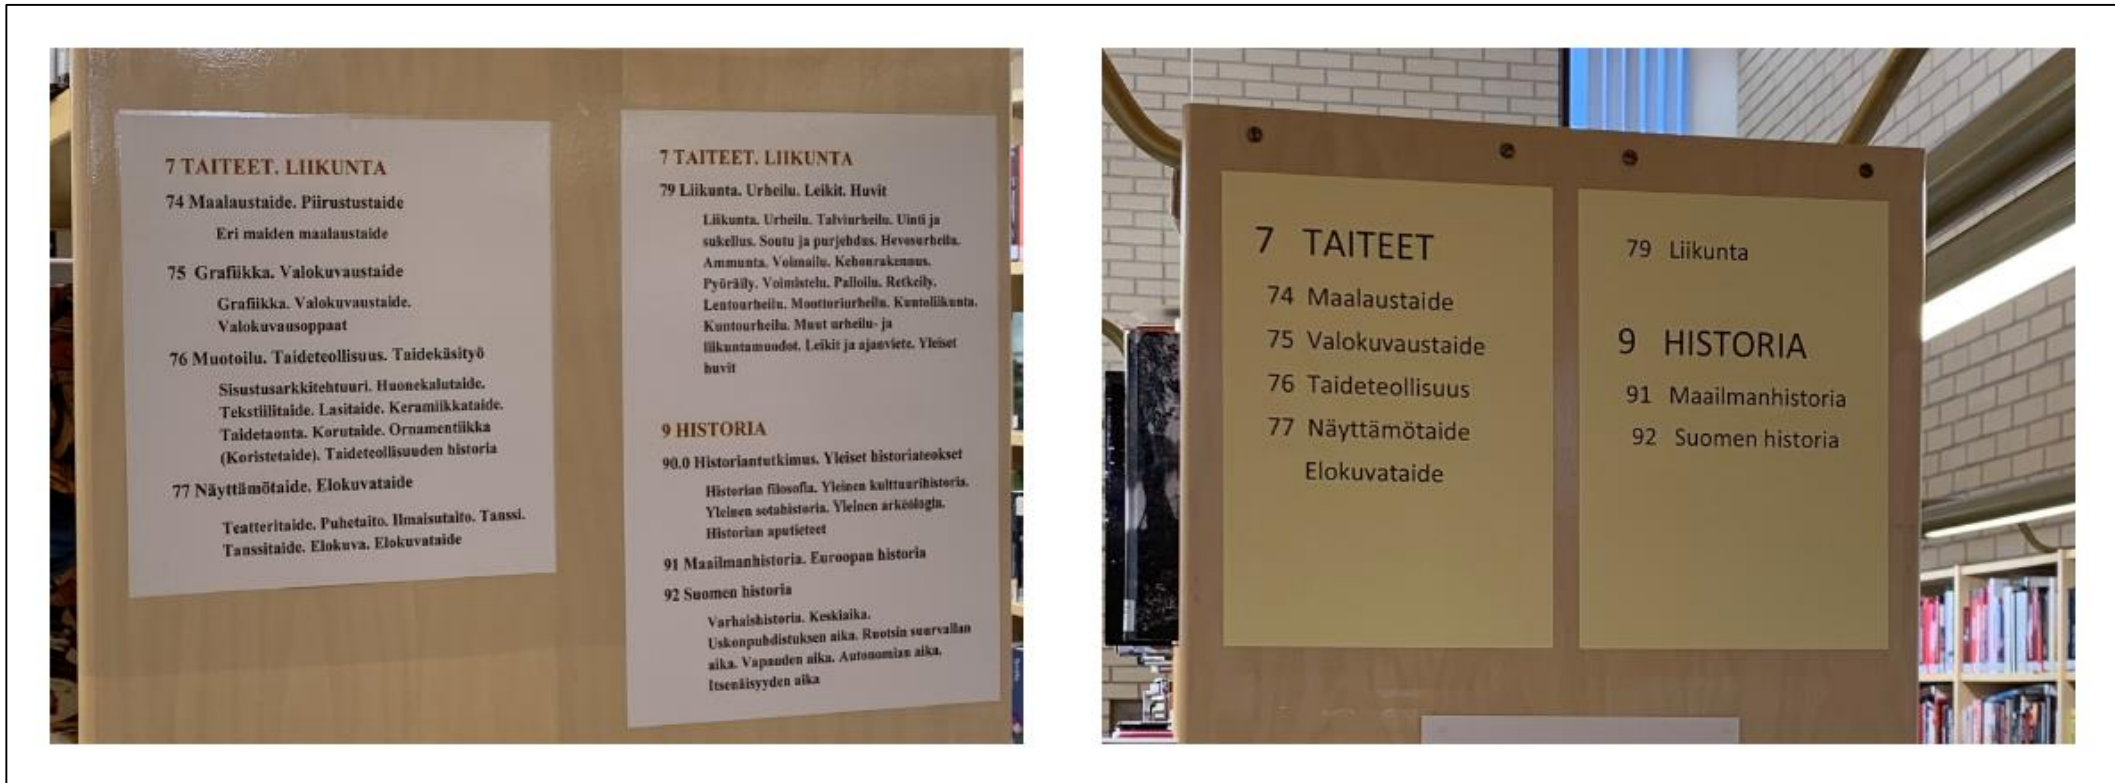 7 TAITEET. LIIKUNTA
74 Maalaustaide. Piirustustaide
Eri maiden maalaustaide
75 Grafiikka. Valokuvaustaide
Grafiikka. Valokuvaustaide.
Valokuvausoppaat
76 Muotoilu. Taideteollisuus. Taidekäsityö
Sisustusarkkitehtuuri. Huonekalutaide.
Tekstiilitaide. Lasitaide. Keramiikkataide.
Taidetaonta. Korutaide. Ornamentiikka
(Koristetaide). Taideteollisuuden historia
77 Näyttämötaide. Elokuvataide
Teatteritaide. Puhetaito. Ilmaisutaito. Tanssi.
Tanssitaide. Elokuva. Elokuvataide
7 TAITEET. LIIKUNTA
79 Liikunta. Urheilu. Leikit. Huvit
Liikunta. Urheilu. Talviurheilu. Uinti ja
sukellus. Soutu ja purjehdus. Hevosurheilu.
Ammunta. Voimailu. Kehonrakennus.
Pyöräily. Voimistelu. Palloilu. Retkeily.
Lentourheilu. Moottoriurheilu. Kuntoliikunta.
Kuntourheilu. Muut urheilu- ja
liikuntamuodot. Leikit ja ajanviete. Yleiset
huvit
9 HISTORIA
90.0 Historiantutkimus. Yleiset historiateokset
Historian filosofia. Yleinen kulttuurihistoria.
Yleinen sotahistoria. Yleinen arkeologia.
Historian aputieteet
91 Maailmanhistoria. Euroopan historia
92 Suomen historia
Varhaishistoria. Keskiaika.
Uskonpuhdistuksen aika. Ruotsin suurvallan
aika. Vapauden aika. Autonomian aika.
Itsenäisyyden aika
7 TAITEET
74 Maalaustaide
75 Valokuvaustaide
76 Taideteollisuus
77 Näyttämötaide
Elokuvataide
79 Liikunta
9 HISTORIA
91 Maailmanhistoria
92 Suomen historia